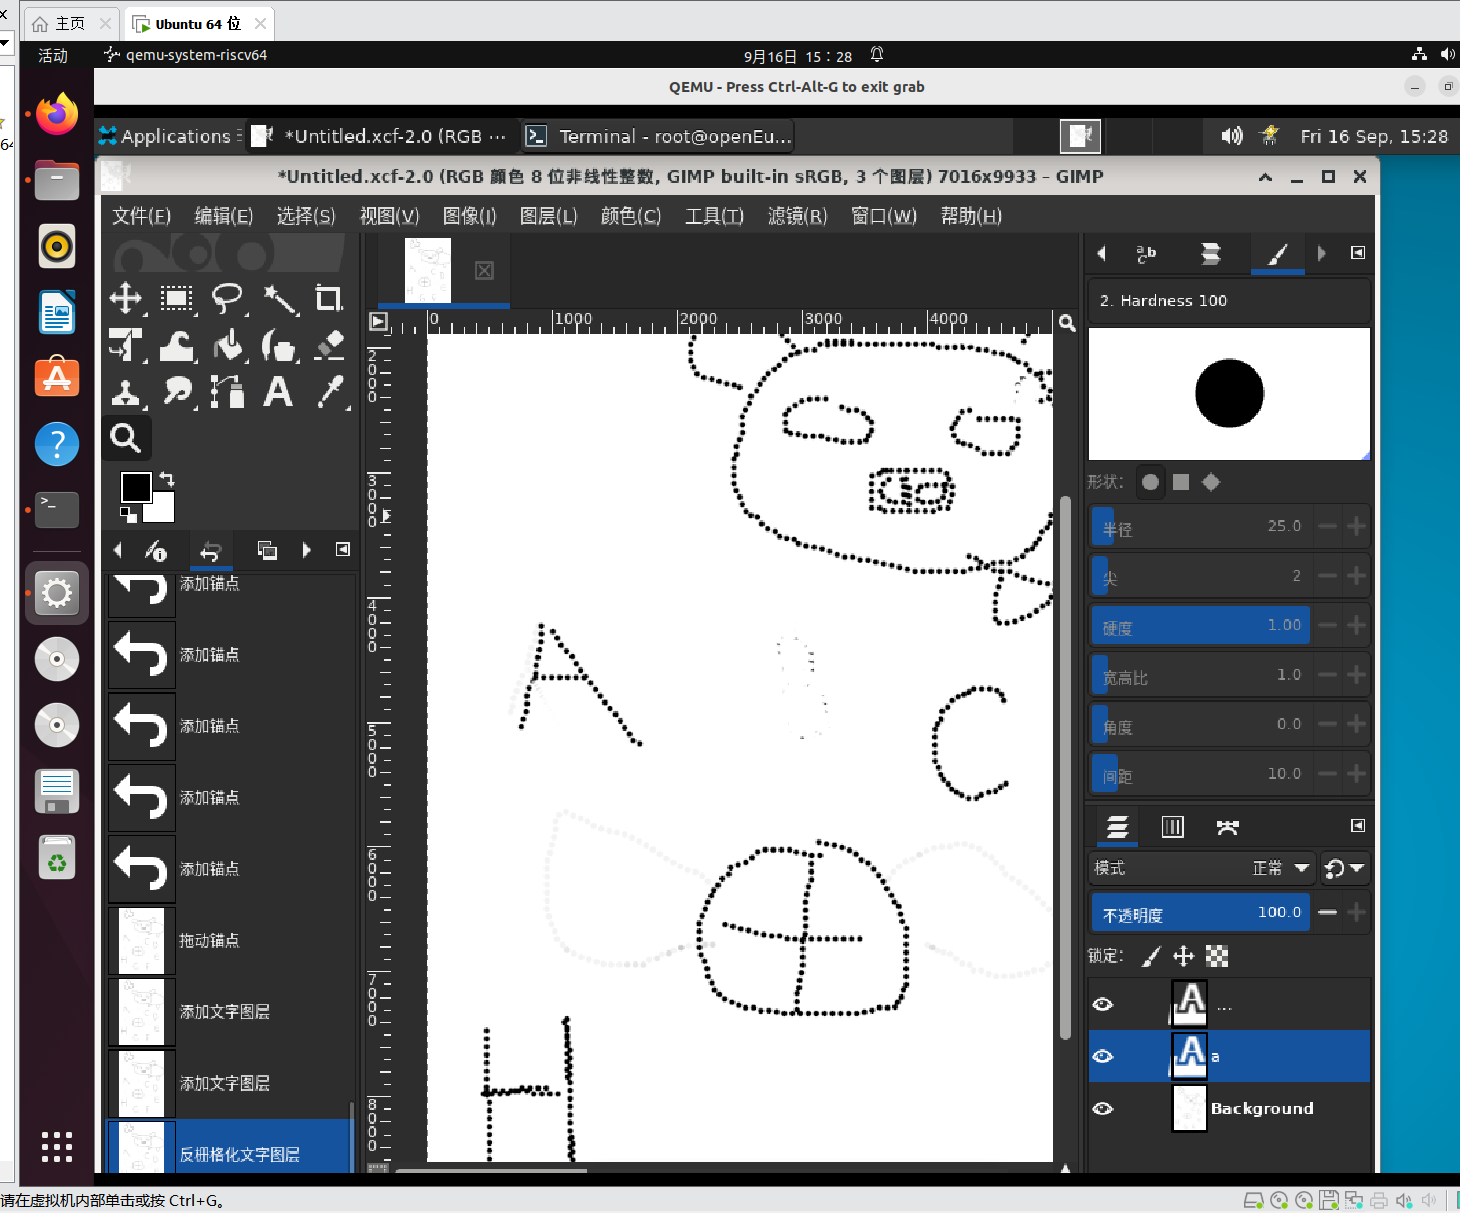 主页
Ubuntu 64 位
活动
qemu-system-riscv64
9月16日 15：28
QEMU - Press Ctrl-Alt-G to exit grab
Applications
*Untitled.xcf-2.0 (RGB ···
Terminal - root@openEu...
Fri 16 Sep, 15:28
*Untitled.xcf-2.0 (RGB 颜色 8 位非线性整数, GIMP built-in sRGB, 3 个图层) 7016x9933 – GIMP
文件(F) 编辑(E) 选择(S) 视图(V) 图像(I) 图层(L) 颜色(C) 工具(T) 滤镜(R) 窗口(W) 帮助(H)
0 1000 2000 3000 4000
2000
3000
4000
5000
6000
7000
8000
添加锚点
添加锚点
添加锚点
添加锚点
添加锚点
拖动锚点
添加文字图层
添加文字图层
反栅格化文字图层
A
C
H
2. Hardness 100
形状:
半径 25.0
尖 2
硬度 1.00
宽高比 1.0
角度 0.0
间距 10.0
模式 正常
不透明度 100.0
锁定:
...
a
Background
64
请在虚拟机内部单击或按 Ctrl+G。